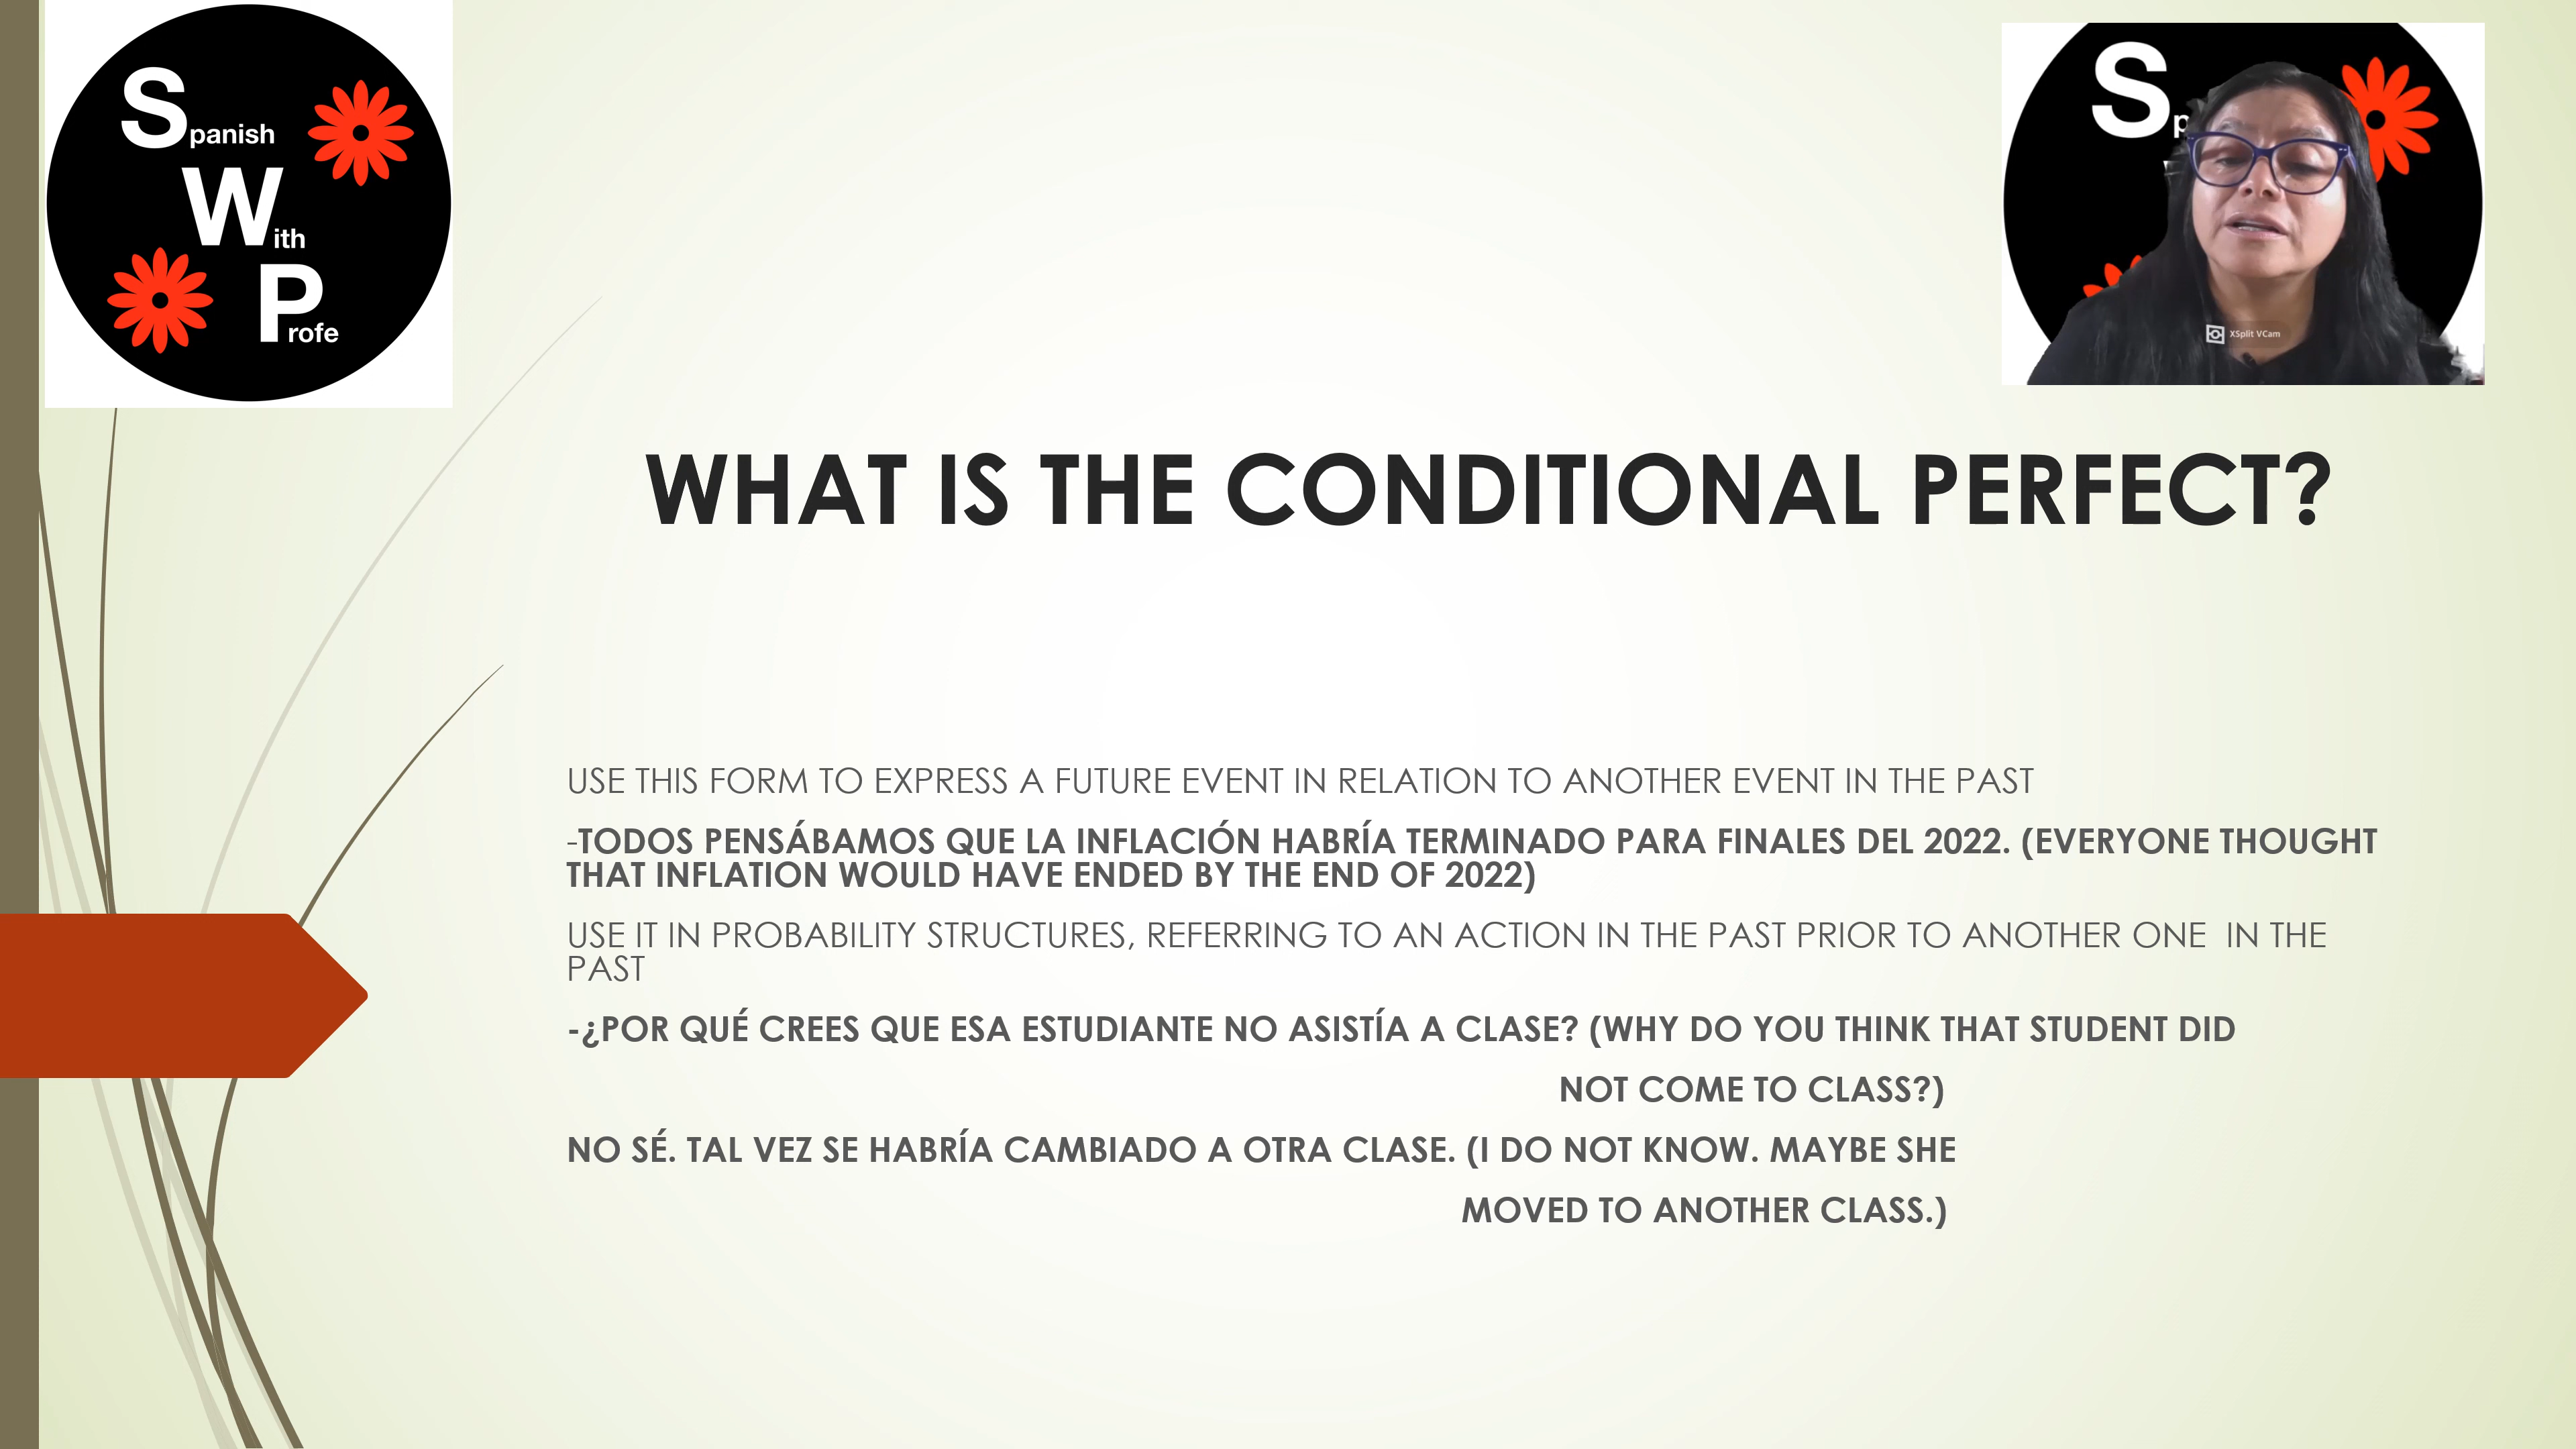 Spanish
With
Profe
Sp
XSplit VCam
WHAT IS THE CONDITIONAL PERFECT?
USE THIS FORM TO EXPRESS A FUTURE EVENT IN RELATION TO ANOTHER EVENT IN THE PAST
-TODOS PENSÁBAMOS QUE LA INFLACIÓN HABRÍA TERMINADO PARA FINALES DEL 2022. (EVERYONE THOUGHT
THAT INFLATION WOULD HAVE ENDED BY THE END OF 2022)
USE IT IN PROBABILITY STRUCTURES, REFERRING TO AN ACTION IN THE PAST PRIOR TO ANOTHER ONE IN THE
PAST
-¿POR QUÉ CREES QUE ESA ESTUDIANTE NO ASISTÍA A CLASE? (WHY DO YOU THINK THAT STUDENT DID
NOT COME TO CLASS?)
NO SÉ. TAL VEZ SE HABRÍA CAMBIADO A OTRA CLASE. (I DO NOT KNOW. MAYBE SHE
MOVED TO ANOTHER CLASS.)